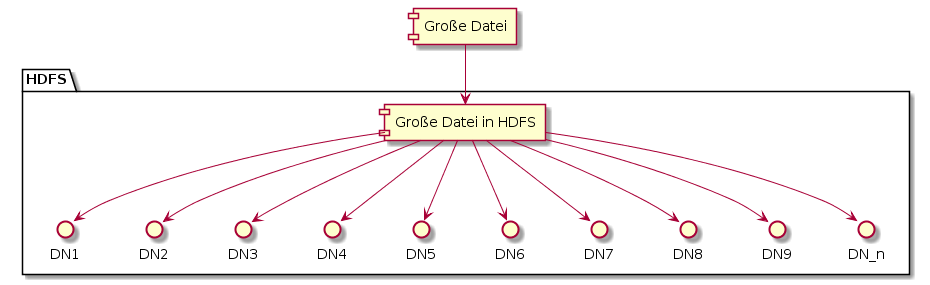 Große Datei
HDFS
Große Datei in HDFS
DN1 DN2 DN3 DN4 DN5 DN6 DN7 DN8 DN9 DN_n